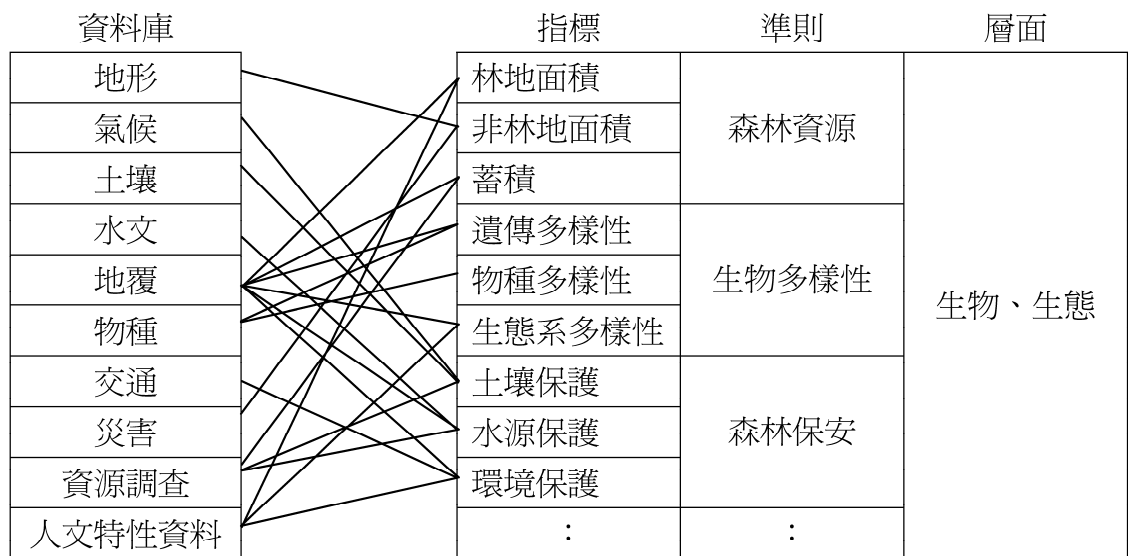 資料庫 指標 準則 層面
地形 林地面積
氣候 非林地面積 森林資源
土壤 蓄積
水文 遺傳多樣性
地覆 物種多樣性 生物多樣性
物種 生態系多樣性 生物、生態
交通 土壤保護
災害 水源保護 森林保安
資源調查 環境保護
人文特性資料 : :